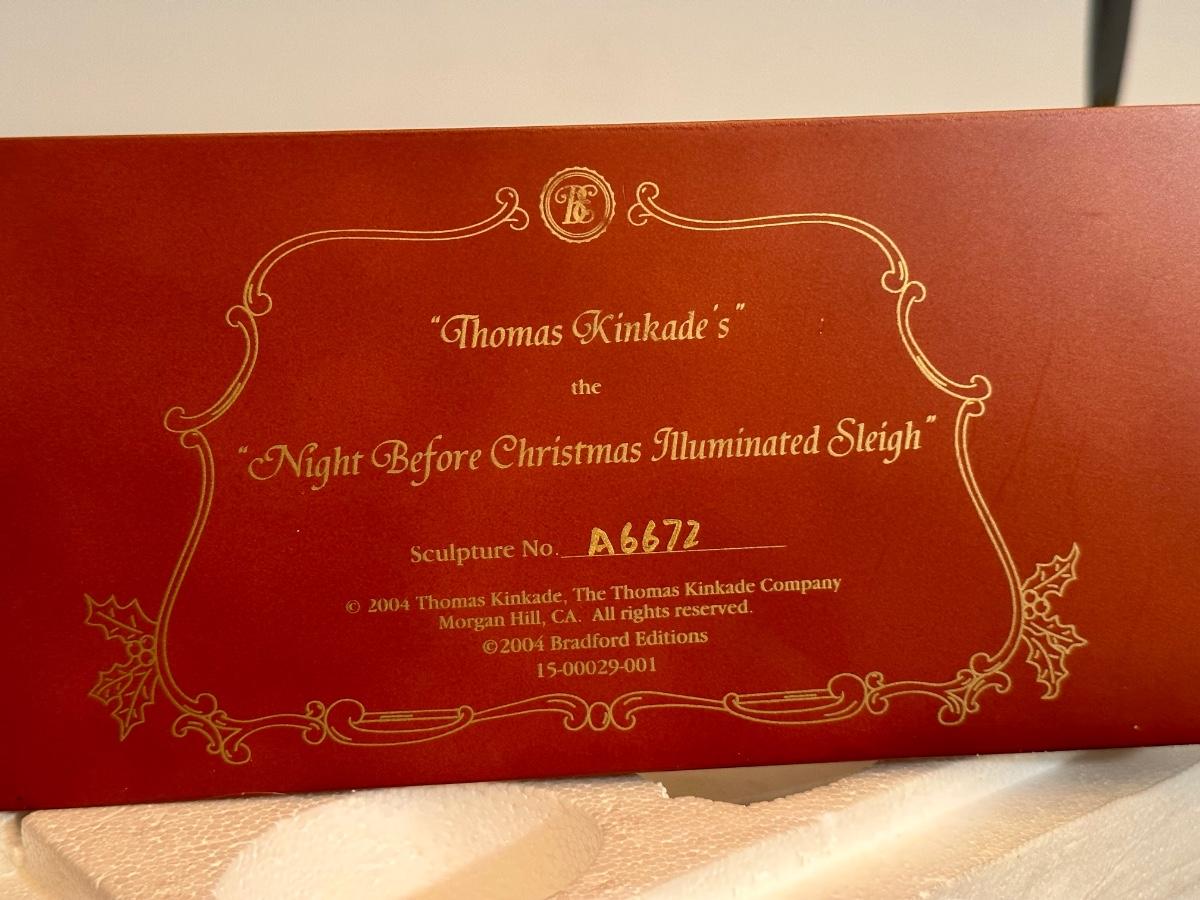 BE
"Thomas Kinkade's"
the
"Night Before Christmas Illuminated Sleigh"
Sculpture No. A6672
© 2004 Thomas Kinkade, The Thomas Kinkade Company
Morgan Hill, CA. All rights reserved.
©2004 Bradford Editions
15-00029-001